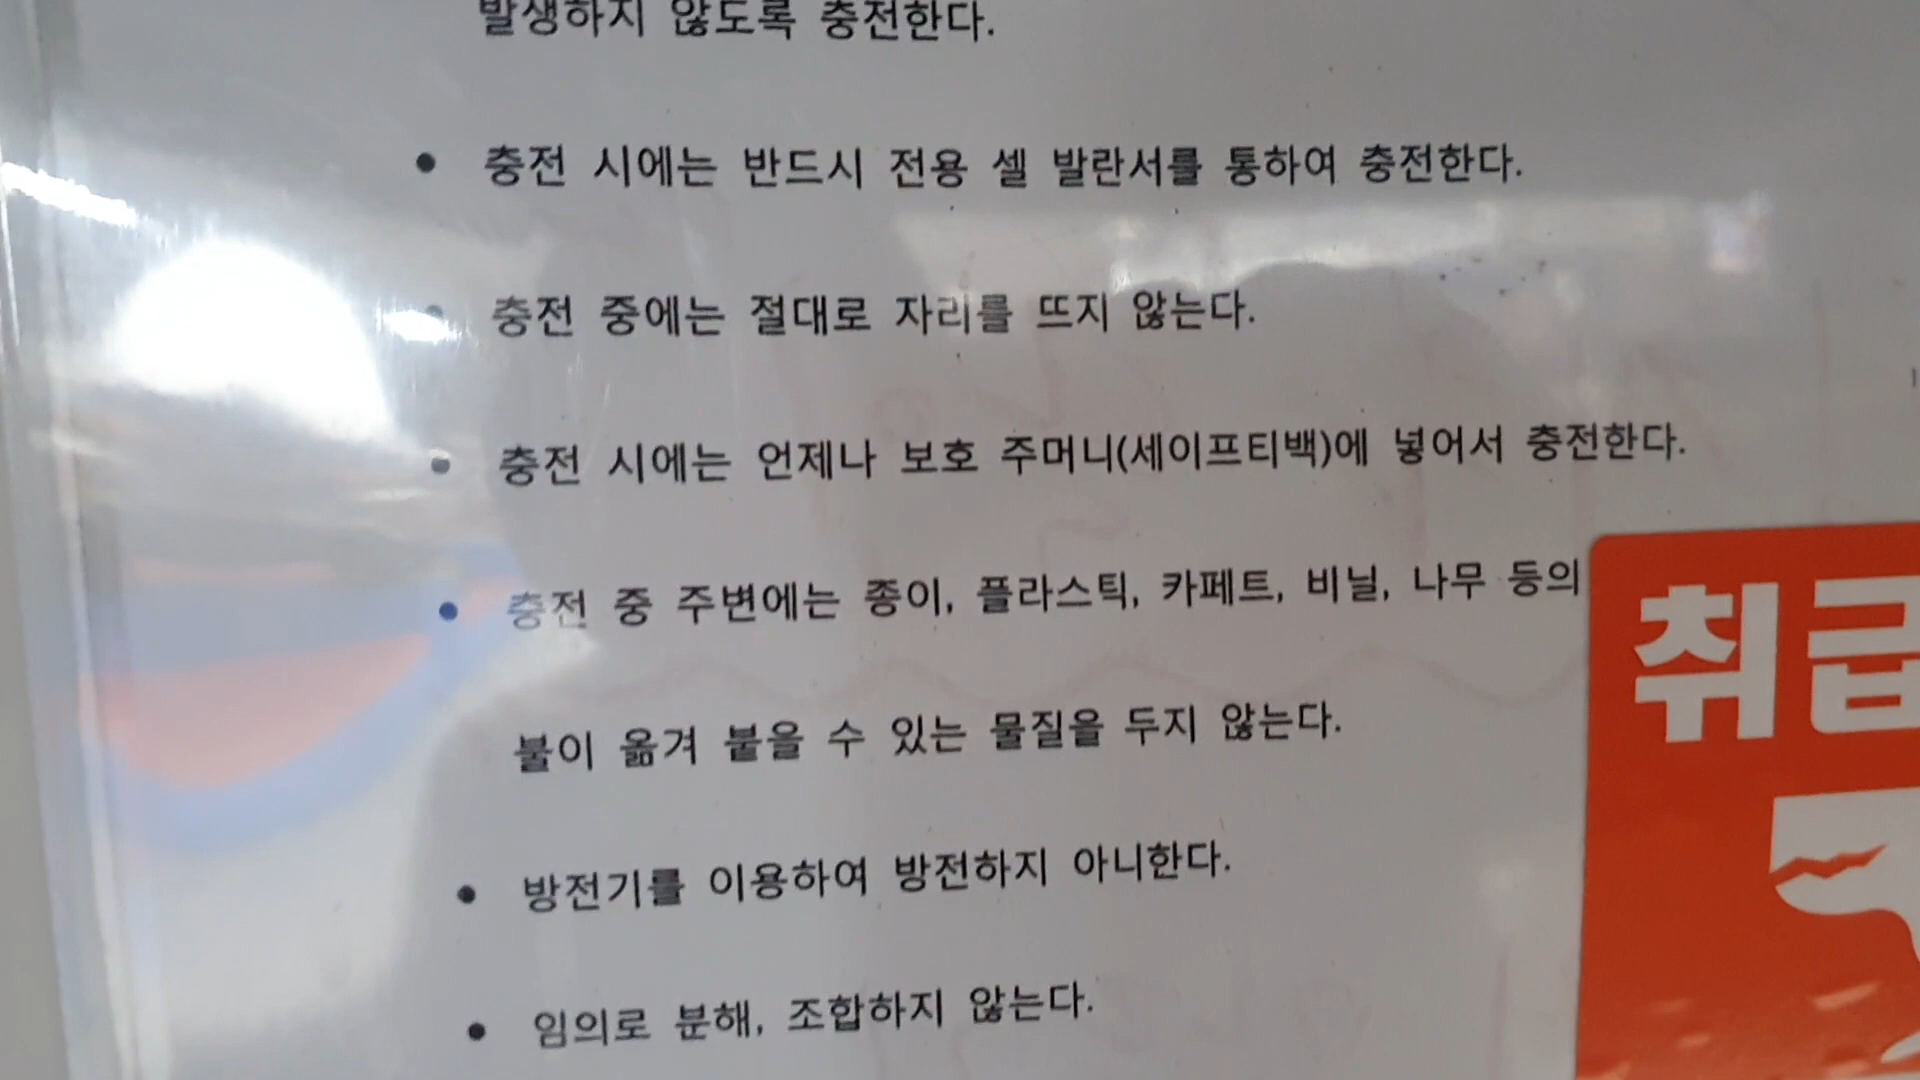 발생하지 않도록 충전한다.
• 충전 시에는 반드시 전용 셀 발란서를 통하여 충전한다.
• 충전 중에는 절대로 자리를 뜨지 않는다.
• 충전 시에는 언제나 보호 주머니(세이프티백)에 넣어서 충전한다.
• 충전 중 주변에는 종이, 플라스틱, 카페트, 비닐, 나무 등의
불이 옮겨 붙을 수 있는 물질을 두지 않는다.
• 방전기를 이용하여 방전하지 아니한다.
• 임의로 분해, 조합하지 않는다.
취급